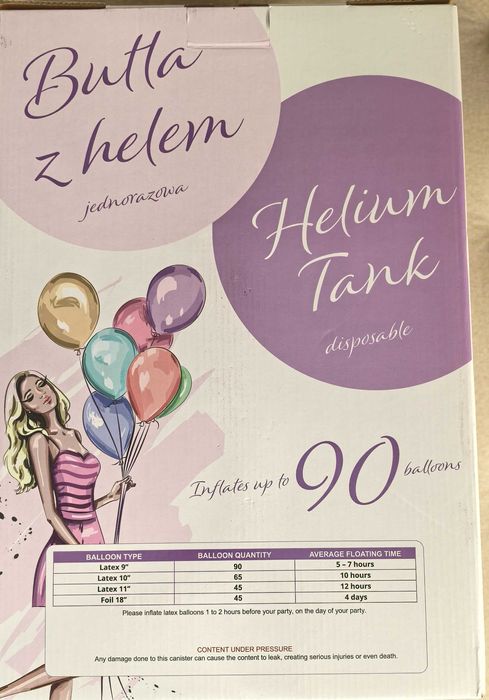 Butla
z helem
jednorazowa
Helium
Tank
disposable
Inflates up to 90 balloons
BALLOON TYPE BALLOON QUANTITY AVERAGE FLOATING TIME
Latex 9" 90 5 – 7 hours
Latex 10" 65 10 hours
Latex 11" 45 12 hours
Foil 18" 45 4 days
Please inflate latex balloons 1 to 2 hours before your party, on the day of your party.
CONTENT UNDER PRESSURE
Any damage done to this canister can cause the content to leak, creating serious injuries or even death.